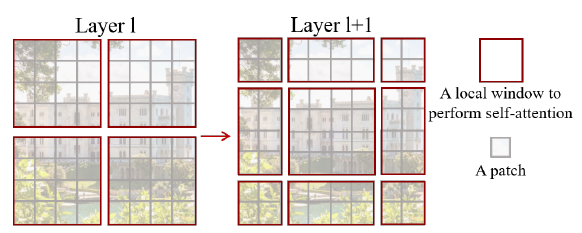 Layer l
Layer l+1
A local window to
perform self-attention
A patch